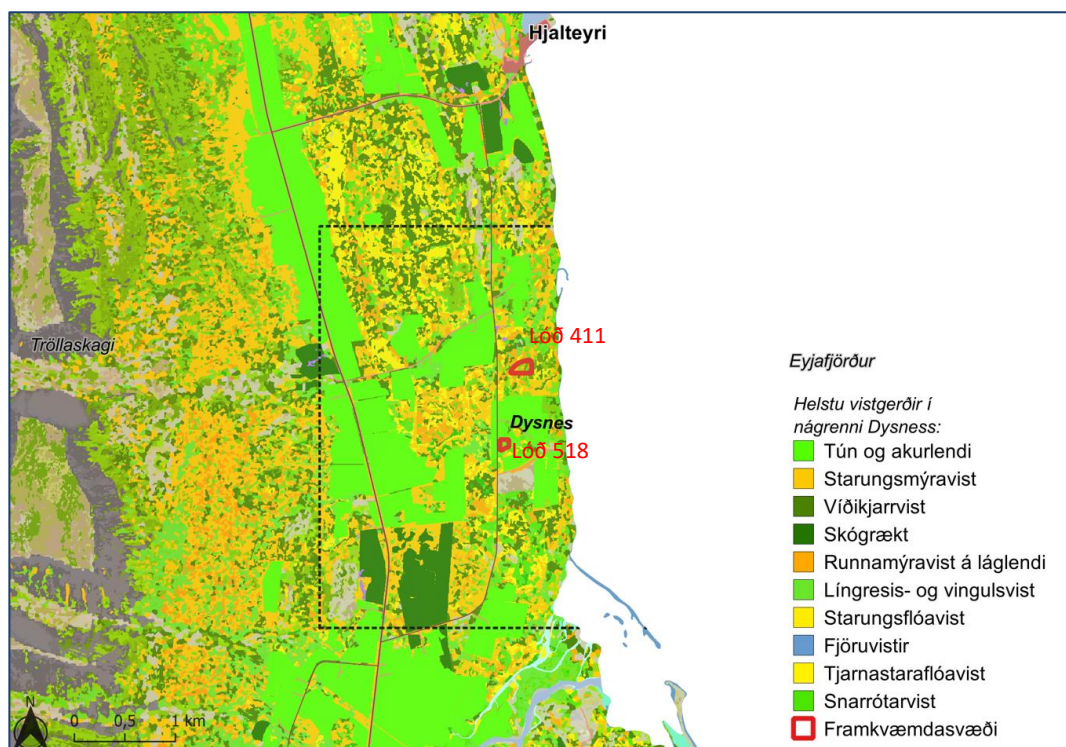 Hjalteyri
Tröllaskagi
Lóð 411
Dysnes
Lóð 518
N
0 0,5 1 km
Eyjafjörður
Helstu vistgerðir í
nágrenni Dysness:
Tún og akurlendi
Starungsmýravist
Víðikjarrvist
Skógrækt
Runnamýravist á láglendi
Língresis- og vingulsvist
Starungsflóavist
Fjöruvistir
Tjarnastaraflóavist
Snarrótarvist
Framkvæmdasvæði